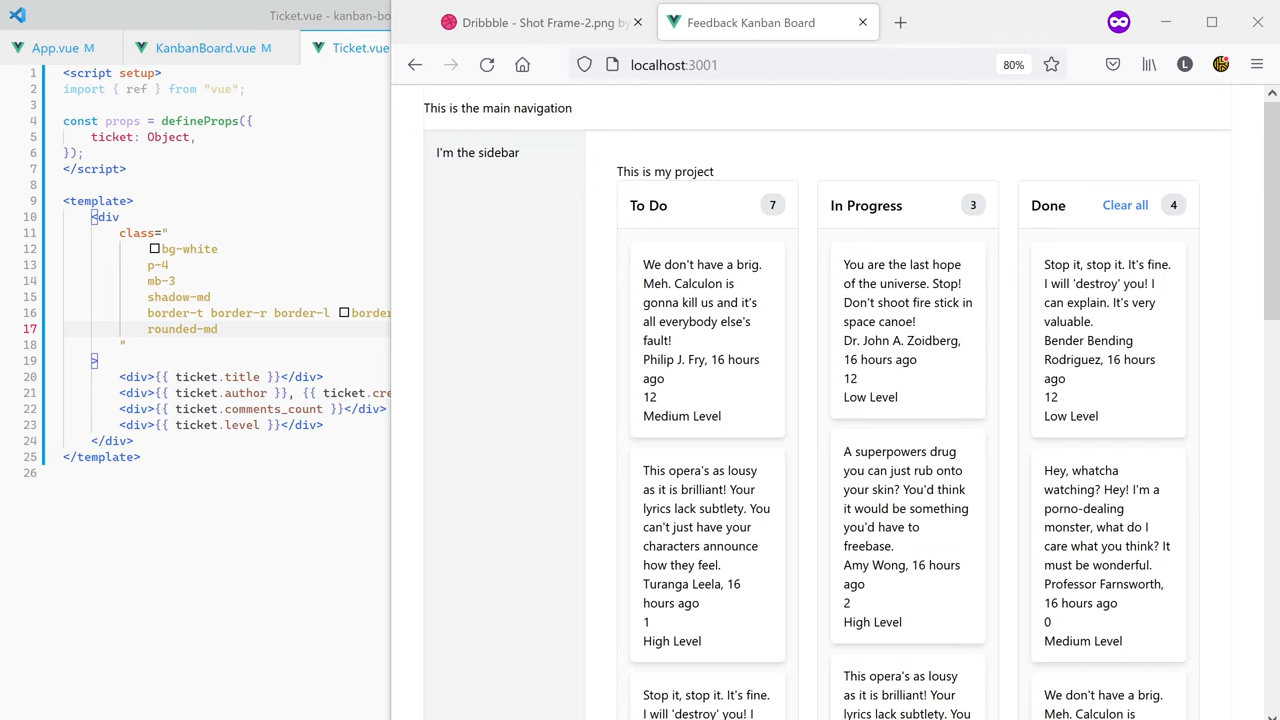 Ticket.vue - kanban-bo
App.vue M
KanbanBoard.vue M
Ticket.vue
1 <script setup>
2 import { ref } from "vue";
3
4 const props = defineProps({
5 ticket: Object,
6 });
7 </script>
8
9 <template>
10 <div
11 class="
12 bg-white
13 p-4
14 mb-3
15 shadow-md
16 border-t border-r border-l border
17 rounded-md
18 "
19 >
20 <div>{{ ticket.title }}</div>
21 <div>{{ ticket.author }}, {{ ticket.cre
22 <div>{{ ticket.comments_count }}</div>
23 <div>{{ ticket.level }}</div>
24 </div>
25 </template>
26
Dribbble - Shot Frame-2.png by
Feedback Kanban Board
localhost:3001
80%
L
This is the main navigation
I'm the sidebar
This is my project
To Do 7
We don't have a brig.
Meh. Calculon is
gonna kill us and it's
all everybody else's
fault!
Philip J. Fry, 16 hours
ago
12
Medium Level
This opera's as lousy
as it is brilliant! Your
lyrics lack subtlety. You
can't just have your
characters announce
how they feel.
Turanga Leela, 16
hours ago
1
High Level
Stop it, stop it. It's fine.
I will 'destroy' you! I
In Progress 3
You are the last hope
of the universe. Stop!
Don't shoot fire stick in
space canoe!
Dr. John A. Zoidberg,
16 hours ago
12
Low Level
A superpowers drug
you can just rub onto
your skin? You'd think
it would be something
you'd have to
freebase.
Amy Wong, 16 hours
ago
2
High Level
This opera's as lousy
as it is brilliant! Your
lyrics lack subtlety. You
Done Clear all 4
Stop it, stop it. It's fine.
I will 'destroy' you! I
can explain. It's very
valuable.
Bender Bending
Rodriguez, 16 hours
ago
12
Low Level
Hey, whatcha
watching? Hey! I'm a
porno-dealing
monster, what do I
care what you think? It
must be wonderful.
Professor Farnsworth,
16 hours ago
0
Medium Level
We don't have a brig.
Meh. Calculon is